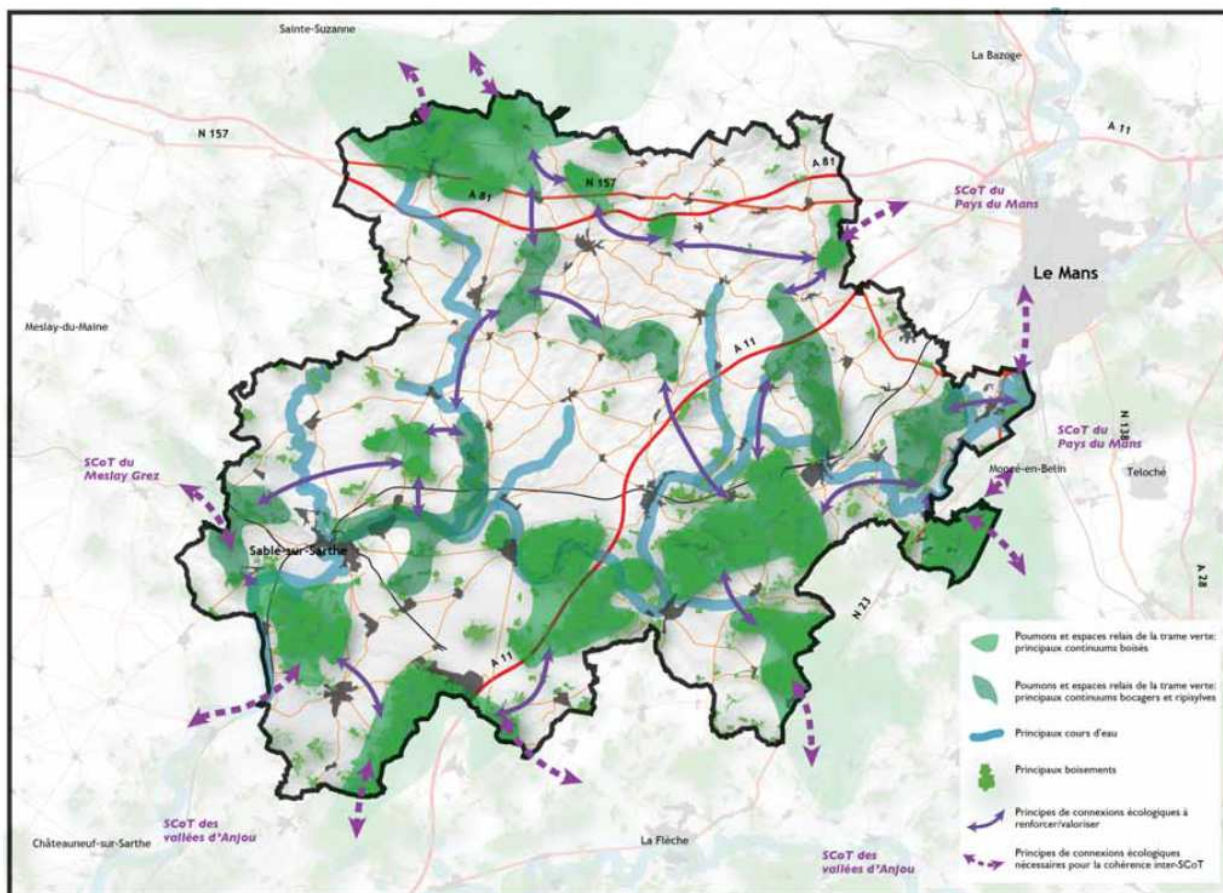 Sainte-Suzanne
La Bazoge
N 157
A 11
A 81
N 157
A 81
SCoT du
Pays du Mans
Le Mans
Meslay-du-Maine
A 11
N 138
SCoT du
Pays du Mans
SCoT du
Meslay Grez
Moncé-en-Belin
Teloché
Sablé-sur-Sarthe
A 28
N 23
A 11
Poumons et espaces relais de la trame verte:
principaux continuums boisés
Poumons et espaces relais de la trame verte:
principaux continuums bocagers et ripisylves
Principaux cours d'eau
Principaux boisements
Principes de connexions écologiques à
renforcer/valoriser
Principes de connexions écologiques
nécessaires pour la cohérence inter-SCoT
SCoT des
vallées d'Anjou
Châteauneuf-sur-Sarthe
La Flèche
SCoT des
vallées d'Anjou